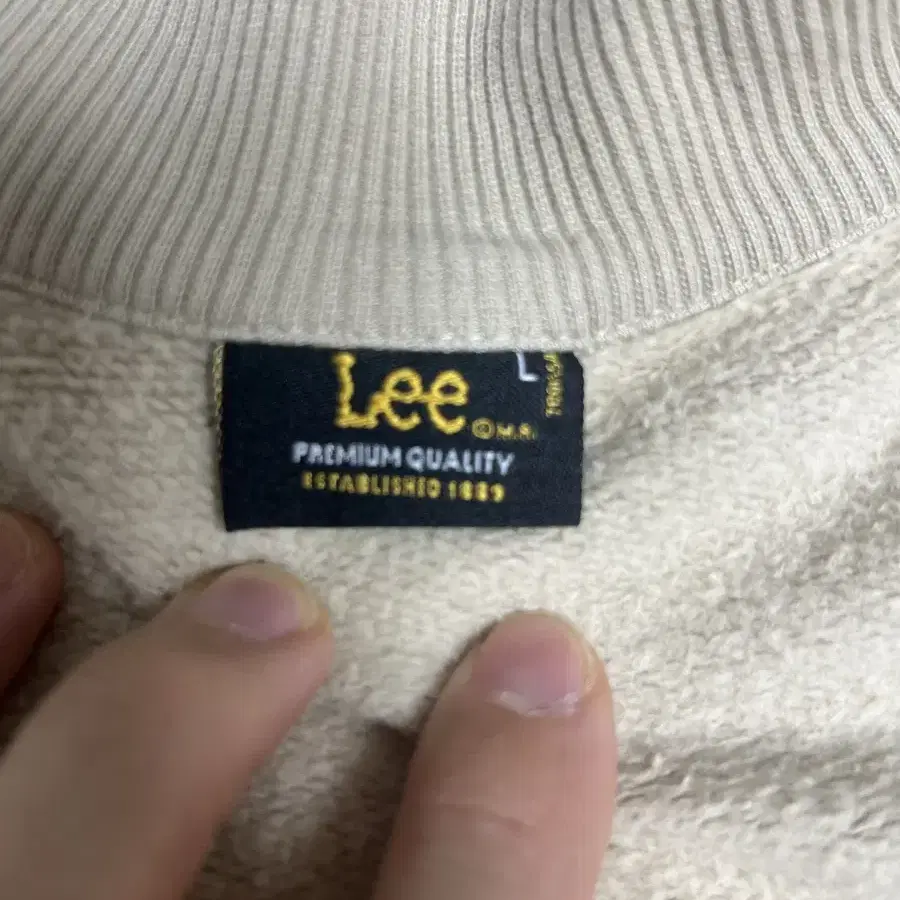 Lee
L
© M.R.
PREMIUM QUALITY
ESTABLISHED 1889